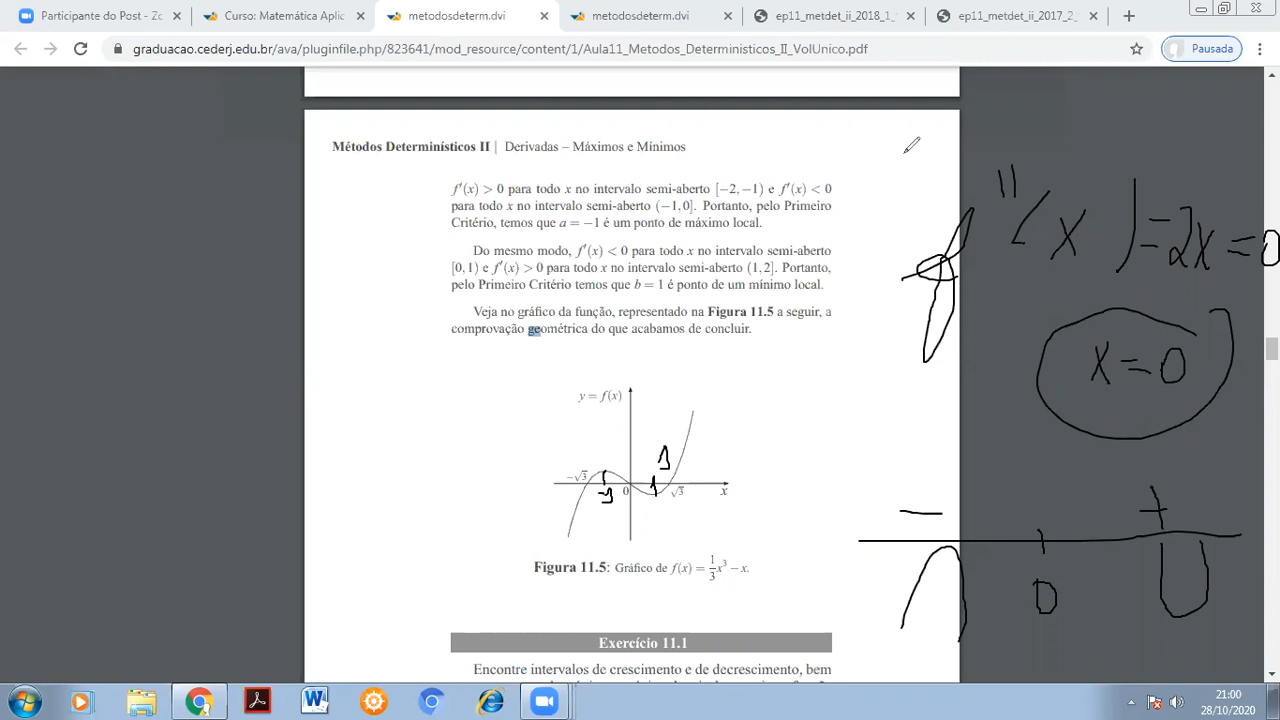 Participante do Post - Zo
Curso: Matemática Aplic
metodosdeterm.dvi
metodosdeterm.dvi
ep11_metdet_ii_2018_1_
ep11_metdet_ii_2017_2_
graduacao.cederj.edu.br/ava/pluginfile.php/823641/mod_resource/content/1/Aula11_Metodos_Deterministicos_II_VolUnico.pdf
Pausada
Métodos Determinísticos II | Derivadas – Máximos e Mínimos
f′(x) > 0 para todo x no intervalo semi-aberto [−2,−1) e f′(x) < 0
para todo x no intervalo semi-aberto (−1,0]. Portanto, pelo Primeiro
Critério, temos que a = −1 é um ponto de máximo local.
Do mesmo modo, f′(x) < 0 para todo x no intervalo semi-aberto
[0,1) e f′(x) > 0 para todo x no intervalo semi-aberto (1,2]. Portanto,
pelo Primeiro Critério temos que b = 1 é ponto de um mínimo local.
Veja no gráfico da função, representado na Figura 11.5 a seguir, a
comprovação geométrica do que acabamos de concluir.
f''(x) = 2x = 0
x = 0
y = f(x)
1
−√3
-1
0
√3
x
− +
0
Figura 11.5: Gráfico de f(x) = 1/3 x³ − x.
Exercício 11.1
Encontre intervalos de crescimento e de decrescimento, bem
21:00
28/10/2020